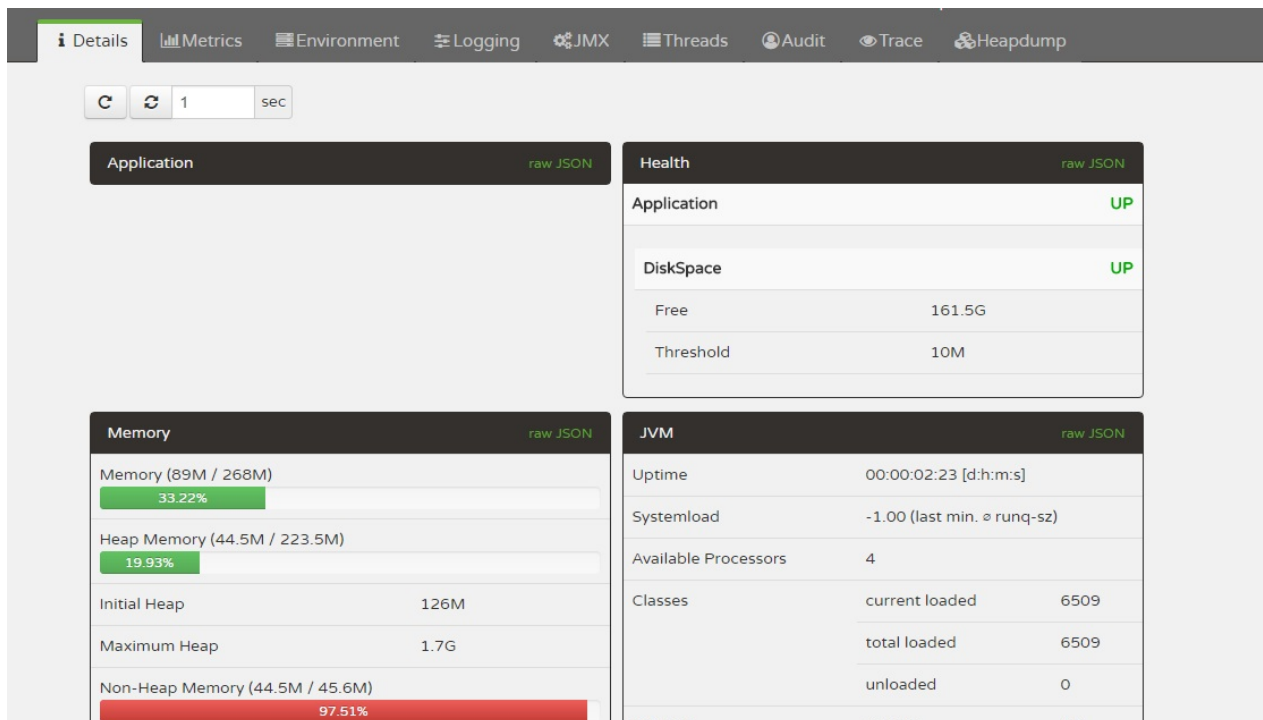 Details Metrics Environment Logging JMX Threads Audit Trace Heapdump
1 sec
Application raw JSON
Health raw JSON
Application UP
DiskSpace UP
Free 161.5G
Threshold 10M
Memory raw JSON
Memory (89M / 268M)
33.22%
Heap Memory (44.5M / 223.5M)
19.93%
Initial Heap 126M
Maximum Heap 1.7G
Non-Heap Memory (44.5M / 45.6M)
97.51%
JVM raw JSON
Uptime 00:00:02:23 [d:h:m:s]
Systemload -1.00 (last min. ⌀ runq-sz)
Available Processors 4
Classes current loaded 6509
total loaded 6509
unloaded 0